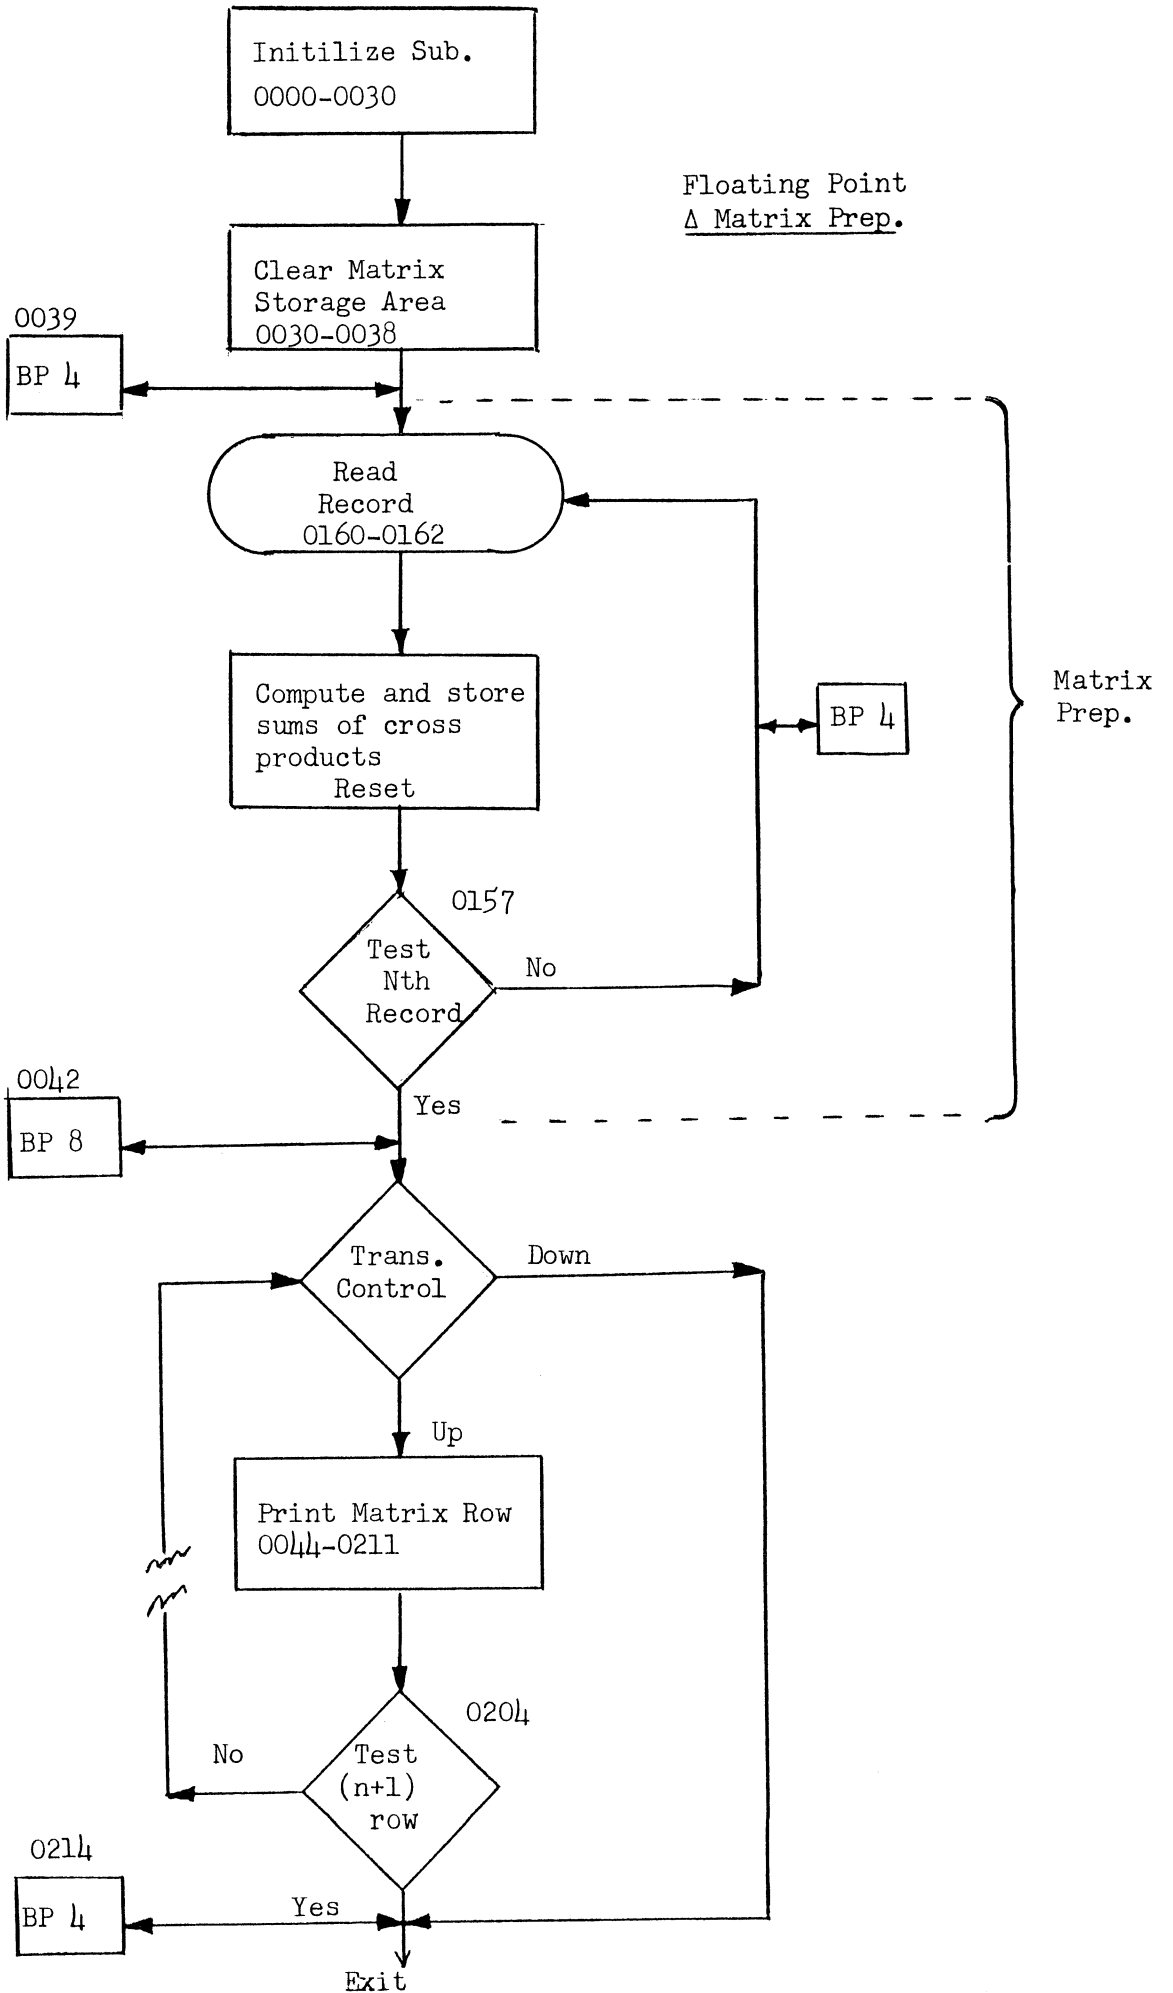 Initilize Sub.
0000-0030
Floating Point
Δ Matrix Prep.
Clear Matrix
Storage Area
0030-0038
0039
BP 4
Read
Record
0160-0162
Compute and store
sums of cross
products
Reset
BP 4
Matrix
Prep.
0157
Test
Nth
Record
No
0042
BP 8
Yes
Trans.
Control
Down
Up
Print Matrix Row
0044-0211
0204
Test
(n+1)
row
No
0214
BP 4
Yes
Exit